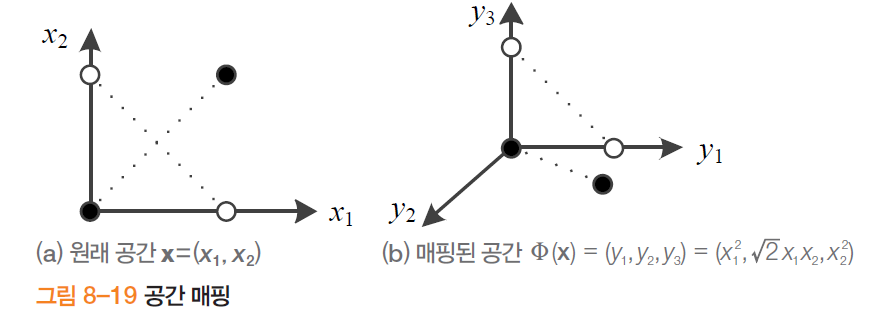 x₂
y₃
x₁
y₁
y₂
(a) 원래 공간 x=(x₁, x₂)
(b) 매핑된 공간 Φ(x) = (y₁, y₂, y₃) = (x₁², √2x₁x₂, x₂²)
그림 8-19 공간 매핑